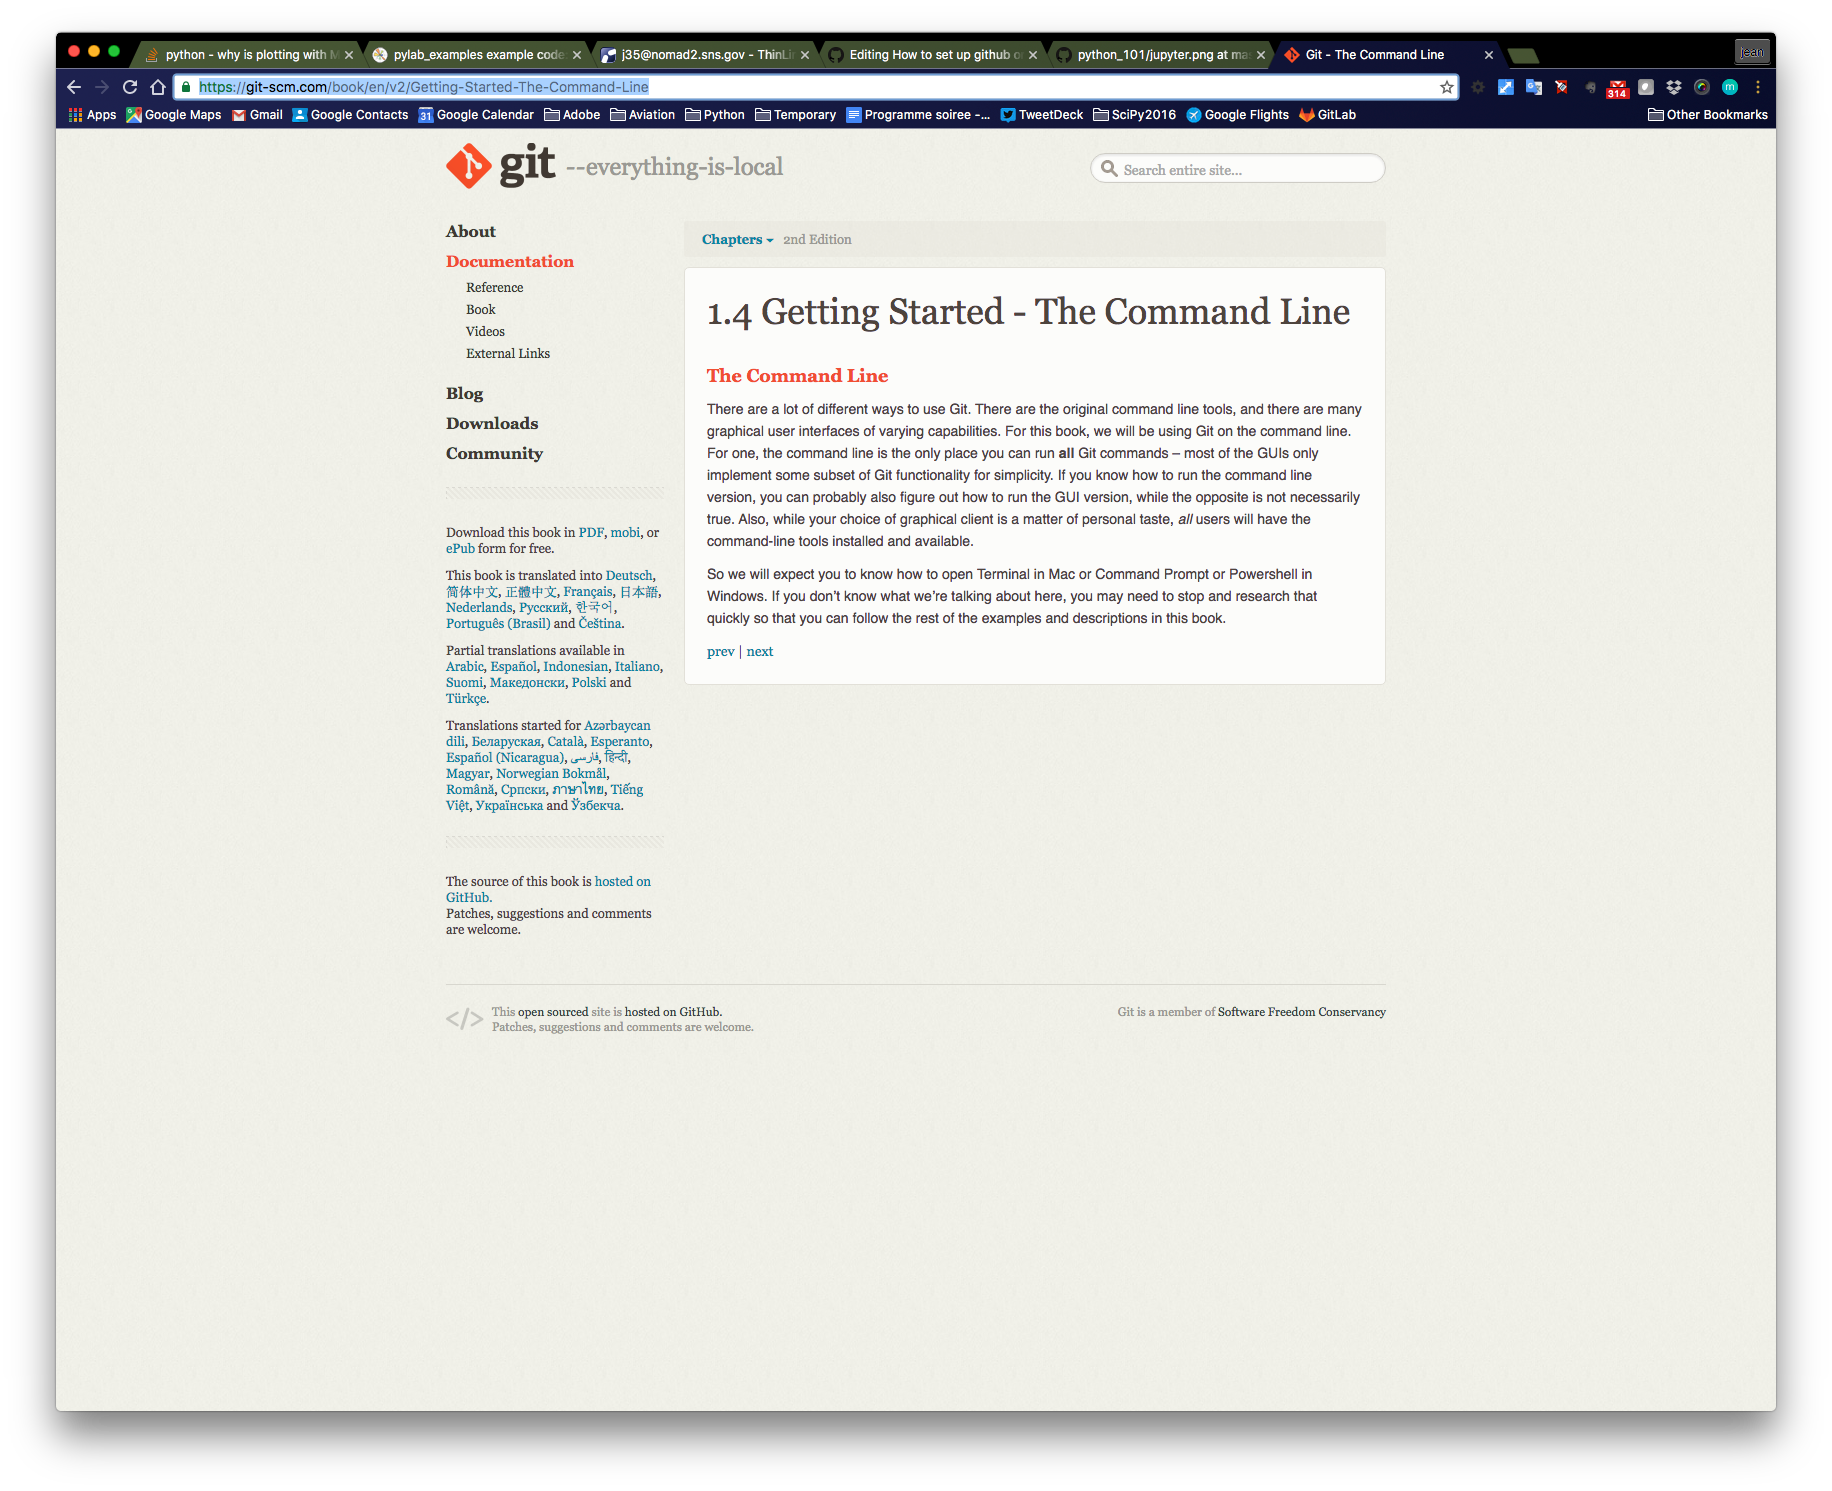 python - why is plotting with M
pylab_examples example code:
j35@nomad2.sns.gov - ThinLi
Editing How to set up github o
python_101/jupyter.png at ma
Git - The Command Line
jean
https://git-scm.com/book/en/v2/Getting-Started-The-Command-Line
314
Apps Google Maps Gmail Google Contacts 31 Google Calendar Adobe Aviation Python Temporary Programme soiree -... TweetDeck SciPy2016 Google Flights GitLab Other Bookmarks
git --everything-is-local
Search entire site...
About
Documentation
Reference
Book
Videos
External Links
Blog
Downloads
Community
Download this book in PDF, mobi, or
ePub form for free.
This book is translated into Deutsch,
简体中文, 正體中文, Français, 日本語,
Nederlands, Русский, 한국어,
Português (Brasil) and Čeština.
Partial translations available in
Arabic, Español, Indonesian, Italiano,
Suomi, Македонски, Polski and
Türkçe.
Translations started for Azərbaycan
dili, Беларуская, Català, Esperanto,
Español (Nicaragua), فارسی, हिन्दी,
Magyar, Norwegian Bokmål,
Română, Српски, ภาษาไทย, Tiếng
Việt, Українська and Ўзбекча.
The source of this book is hosted on
GitHub.
Patches, suggestions and comments
are welcome.
Chapters 2nd Edition
1.4 Getting Started - The Command Line
The Command Line
There are a lot of different ways to use Git. There are the original command line tools, and there are many
graphical user interfaces of varying capabilities. For this book, we will be using Git on the command line.
For one, the command line is the only place you can run all Git commands – most of the GUIs only
implement some subset of Git functionality for simplicity. If you know how to run the command line
version, you can probably also figure out how to run the GUI version, while the opposite is not necessarily
true. Also, while your choice of graphical client is a matter of personal taste, all users will have the
command-line tools installed and available.
So we will expect you to know how to open Terminal in Mac or Command Prompt or Powershell in
Windows. If you don’t know what we’re talking about here, you may need to stop and research that
quickly so that you can follow the rest of the examples and descriptions in this book.
prev | next
</> This open sourced site is hosted on GitHub.
Patches, suggestions and comments are welcome.
Git is a member of Software Freedom Conservancy